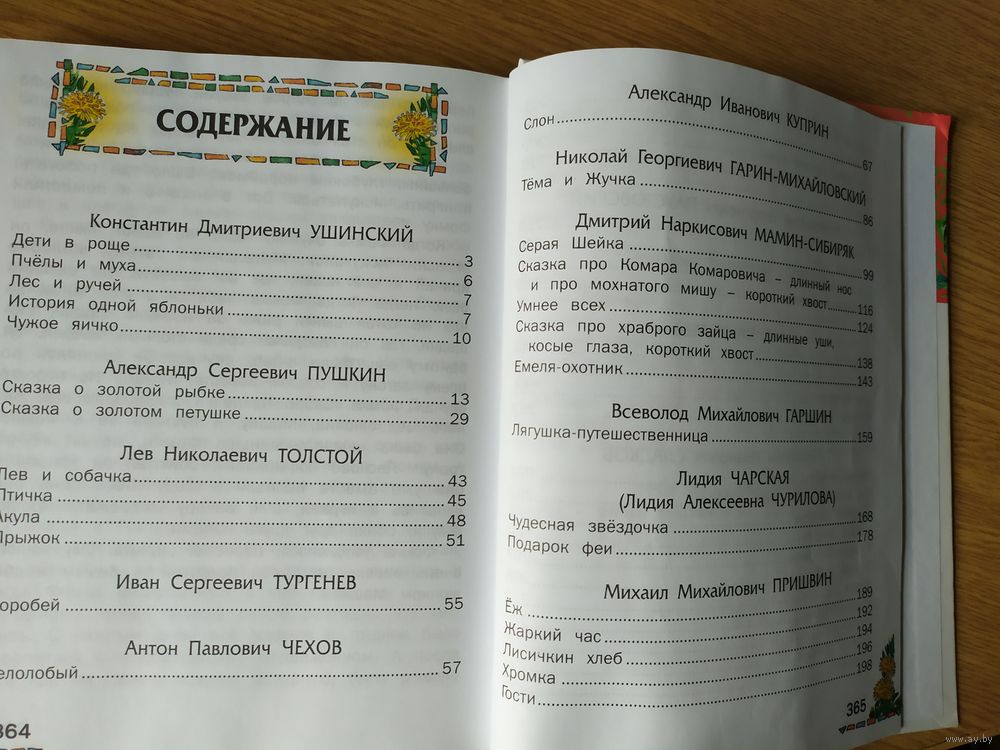 СОДЕРЖАНИЕ
Константин Дмитриевич УШИНСКИЙ
Дети в роще 3
Пчёлы и муха 6
Лес и ручей 7
История одной яблоньки 7
Чужое яичко 10
Александр Сергеевич ПУШКИН
Сказка о золотой рыбке 13
Сказка о золотом петушке 29
Лев Николаевич ТОЛСТОЙ
Лев и собачка 43
Птичка 45
Акула 48
Прыжок 51
Иван Сергеевич ТУРГЕНЕВ
оробей 55
Антон Павлович ЧЕХОВ
елолобый 57
364
Александр Иванович КУПРИН
Слон 67
Николай Георгиевич ГАРИН-МИХАЙЛОВСКИЙ
Тёма и Жучка 86
Дмитрий Наркисович МАМИН-СИБИРЯК
Серая Шейка 99
Сказка про Комара Комаровича – длинный нос
и про мохнатого мишу – короткий хвост 116
Умнее всех 124
Сказка про храброго зайца – длинные уши,
косые глаза, короткий хвост 138
Емеля-охотник 143
Всеволод Михайлович ГАРШИН
Лягушка-путешественница 159
Лидия ЧАРСКАЯ
(Лидия Алексеевна ЧУРИЛОВА)
Чудесная звёздочка 168
Подарок феи 178
Михаил Михайлович ПРИШВИН
Ёж 189
Жаркий час 192
Лисичкин хлеб 194
Хромка 196
Гости 198
365
www.ay.by